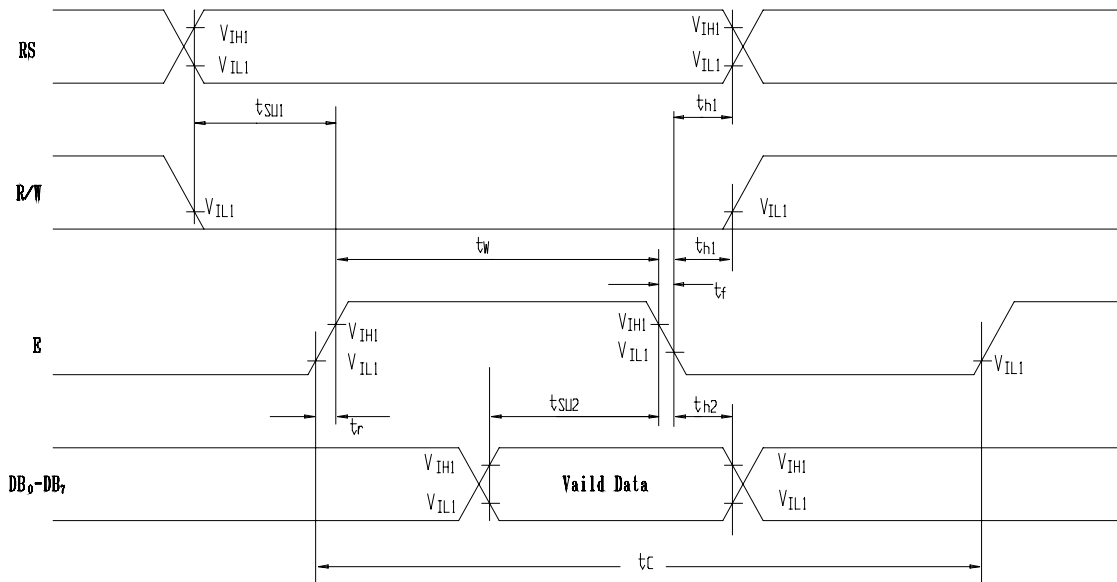 VIH1 VIH1
RS
VIL1 VIL1
tSU1 th1
R/W
VIL1 VIL1
tW th1
tf
VIH1 VIH1
E
VIL1 VIL1 VIL1
tSU2 th2
tr
VIH1 VIH1
DB0-DB7 Vaild Data
VIL1 VIL1
tC